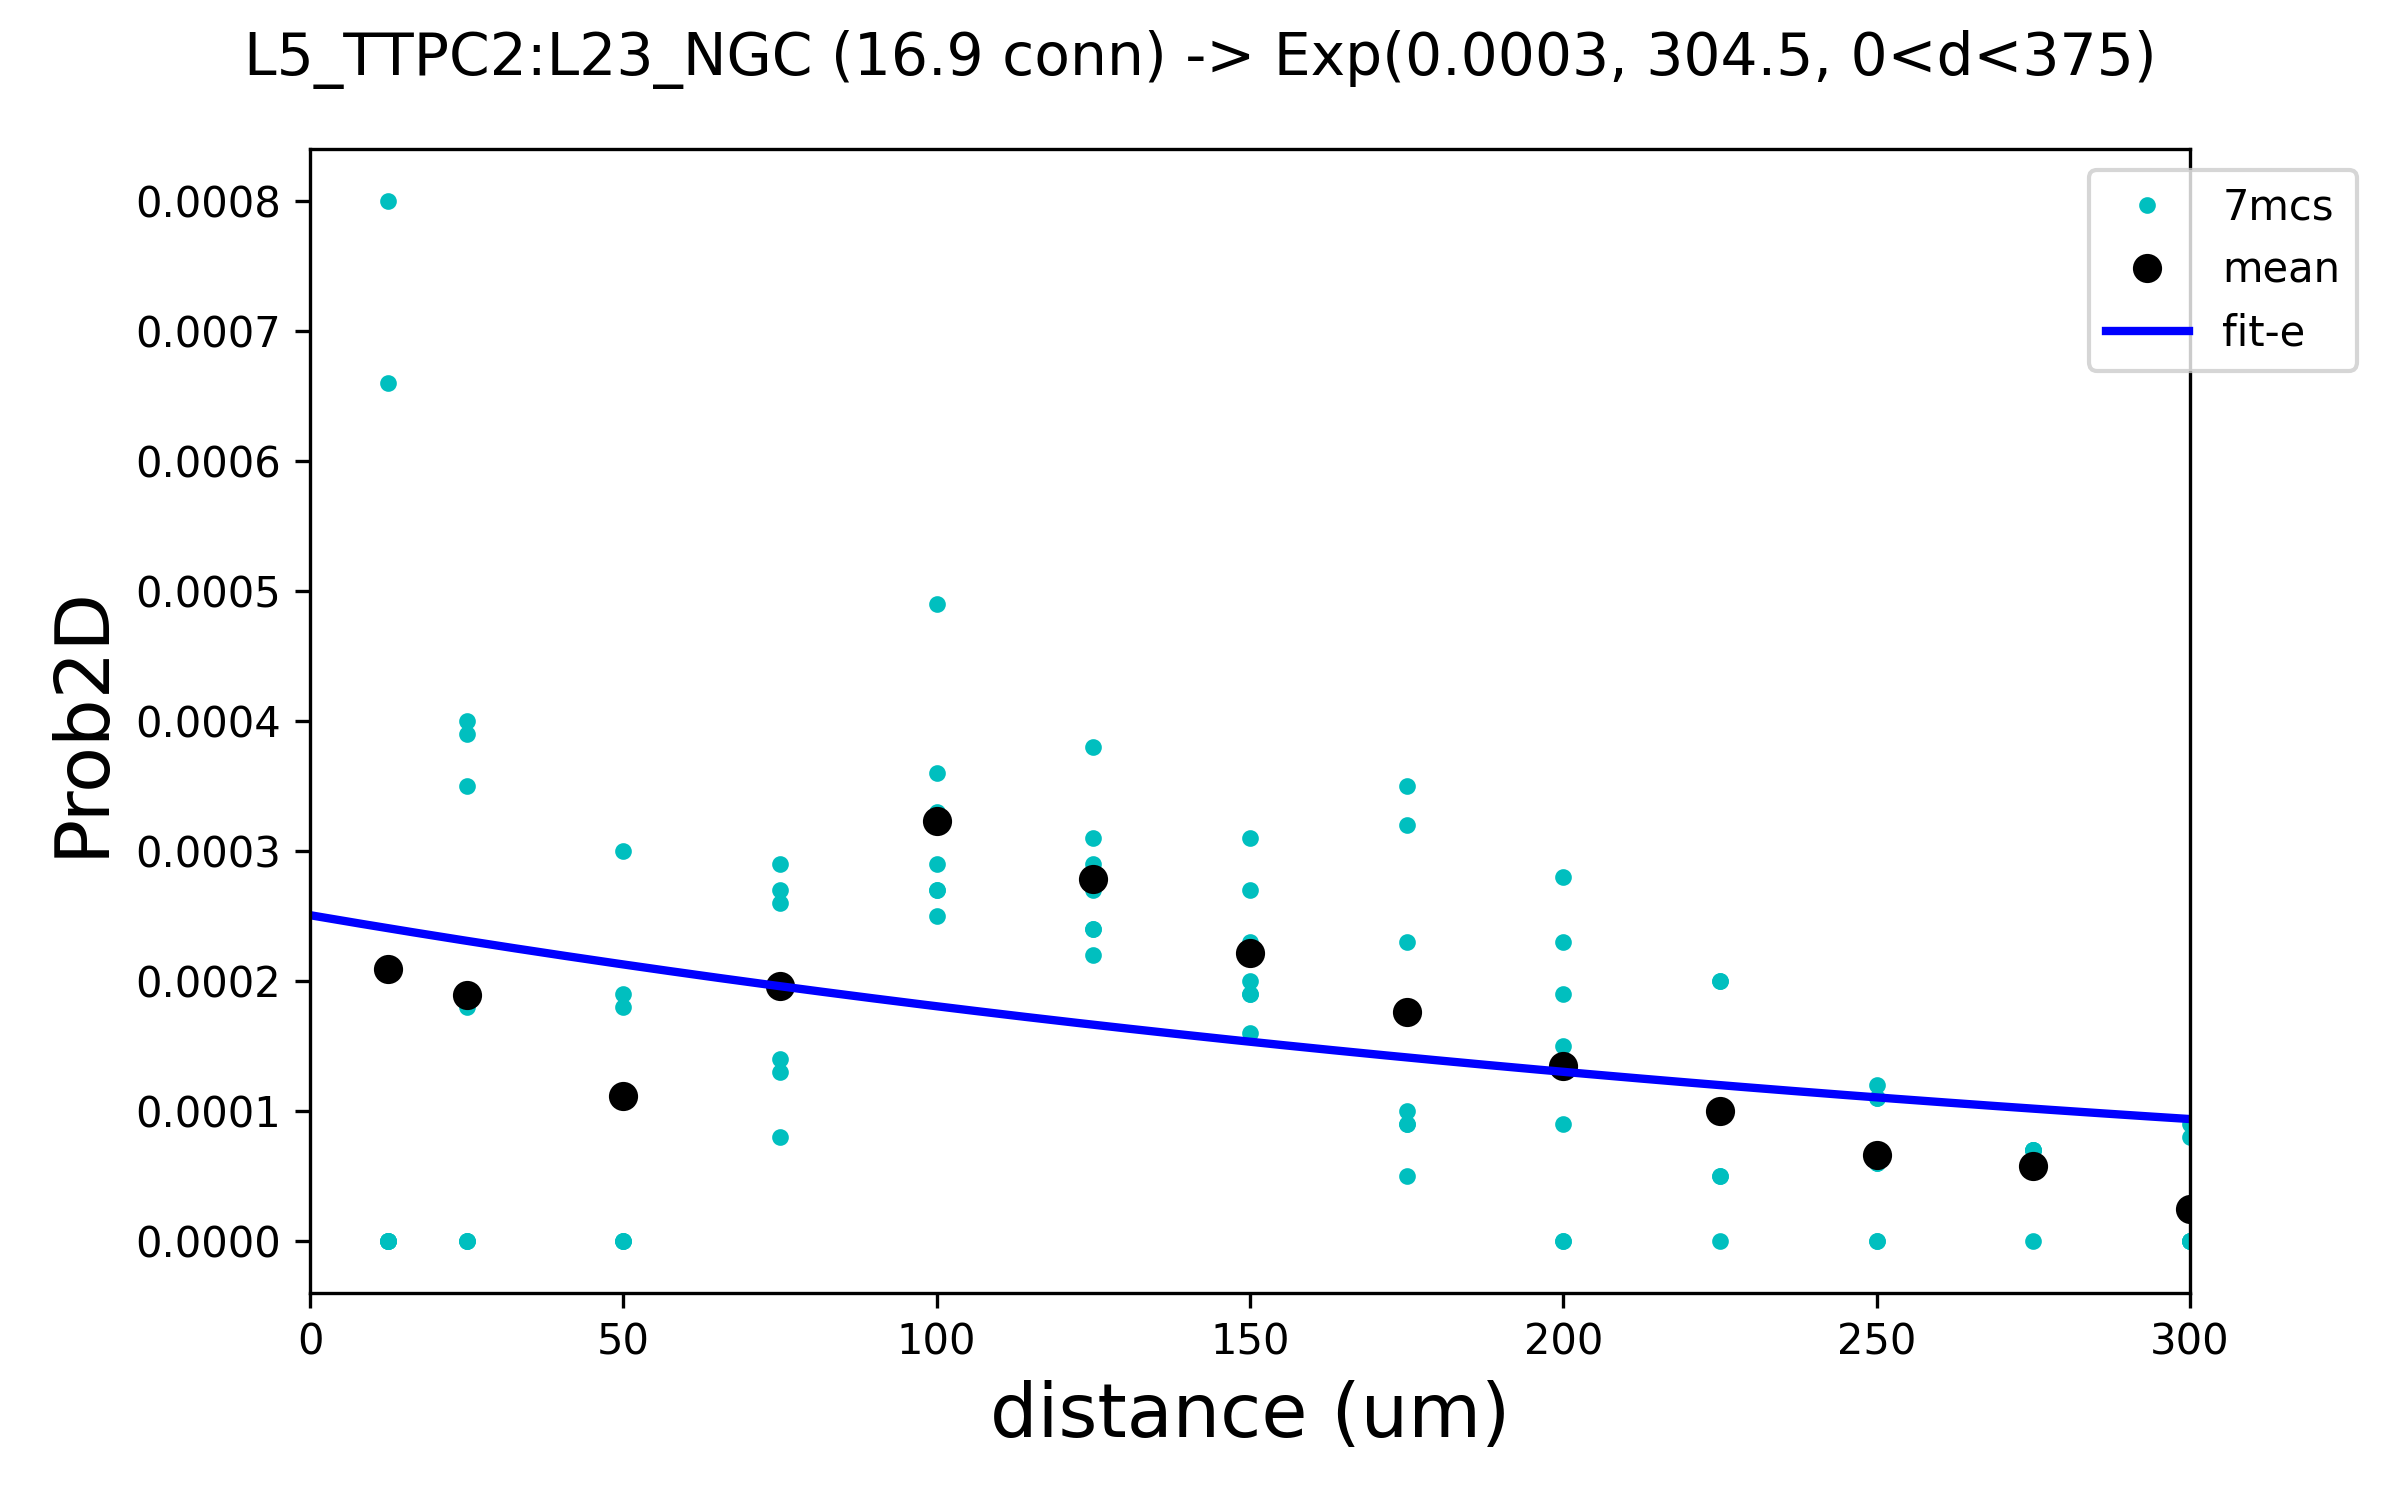 L5_TTPC2:L23_NGC (16.9 conn) -> Exp(0.0003, 304.5, 0<d<375)
7mcs
mean
fit-e
Prob2D
0.0008
0.0007
0.0006
0.0005
0.0004
0.0003
0.0002
0.0001
0.0000
0 50 100 150 200 250 300
distance (um)